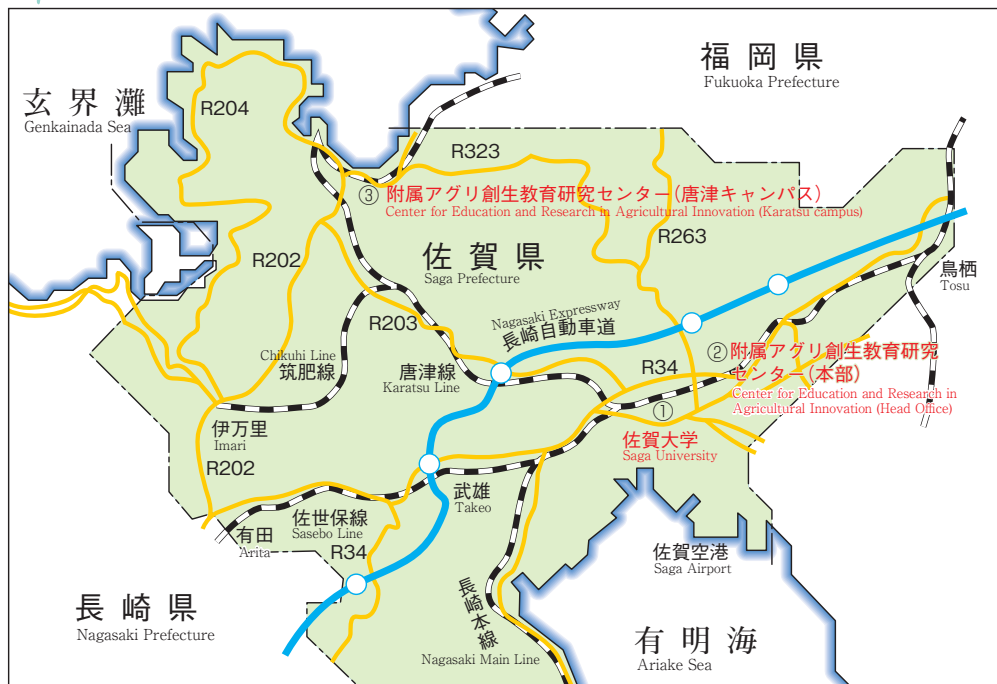 福岡県
Fukuoka Prefecture
玄界灘
Genkainada Sea
R204
R323
③ 附属アグリ創生教育研究センター(唐津キャンパス)
Center for Education and Research in Agricultural Innovation (Karatsu campus)
R263
佐賀県
Saga Prefecture
R202
鳥栖
Tosu
R203
Nagasaki Expressway
長崎自動車道
Chikuhi Line
筑肥線
唐津線
Karatsu Line
R34
② 附属アグリ創生教育研究
センター(本部)
Center for Education and Research in
Agricultural Innovation (Head Office)
①
佐賀大学
Saga University
伊万里
Imari
R202
武雄
Takeo
佐世保線
Sasebo Line
有田
Arita
R34
佐賀空港
Saga Airport
長崎県
Nagasaki Prefecture
長崎本線
Nagasaki Main Line
有明海
Ariake Sea